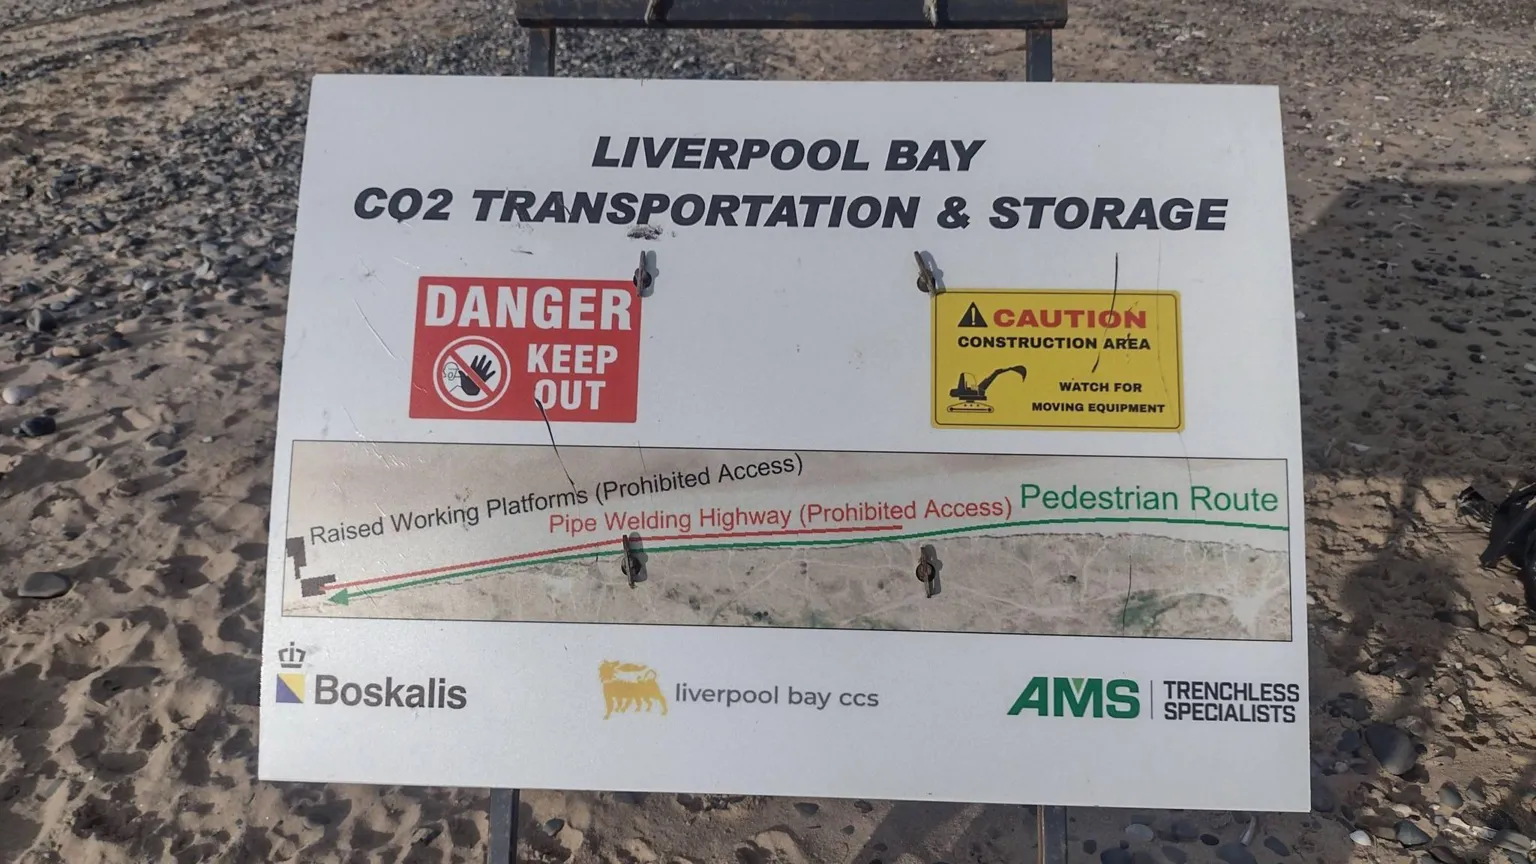 LIVERPOOL BAY
CO2 TRANSPORTATION & STORAGE
DANGER
KEEP
OUT
CAUTION
CONSTRUCTION AREA
WATCH FOR
MOVING EQUIPMENT
Raised Working Platforms (Prohibited Access)
Pipe Welding Highway (Prohibited Access)
Pedestrian Route
Boskalis
liverpool bay ccs
AMS
TRENCHLESS
SPECIALISTS